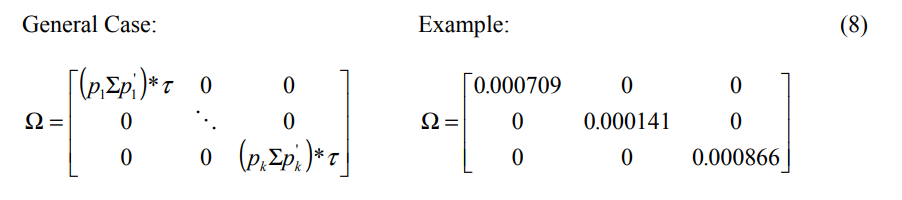 General Case: Example: (8)
Ω = [ (p₁Σp₁')*τ 0 0 ] Ω = [ 0.000709 0 0 ]
[ 0 ⋱ 0 ] [ 0 0.000141 0 ]
[ 0 0 (pₖΣpₖ')*τ ] [ 0 0 0.000866 ]